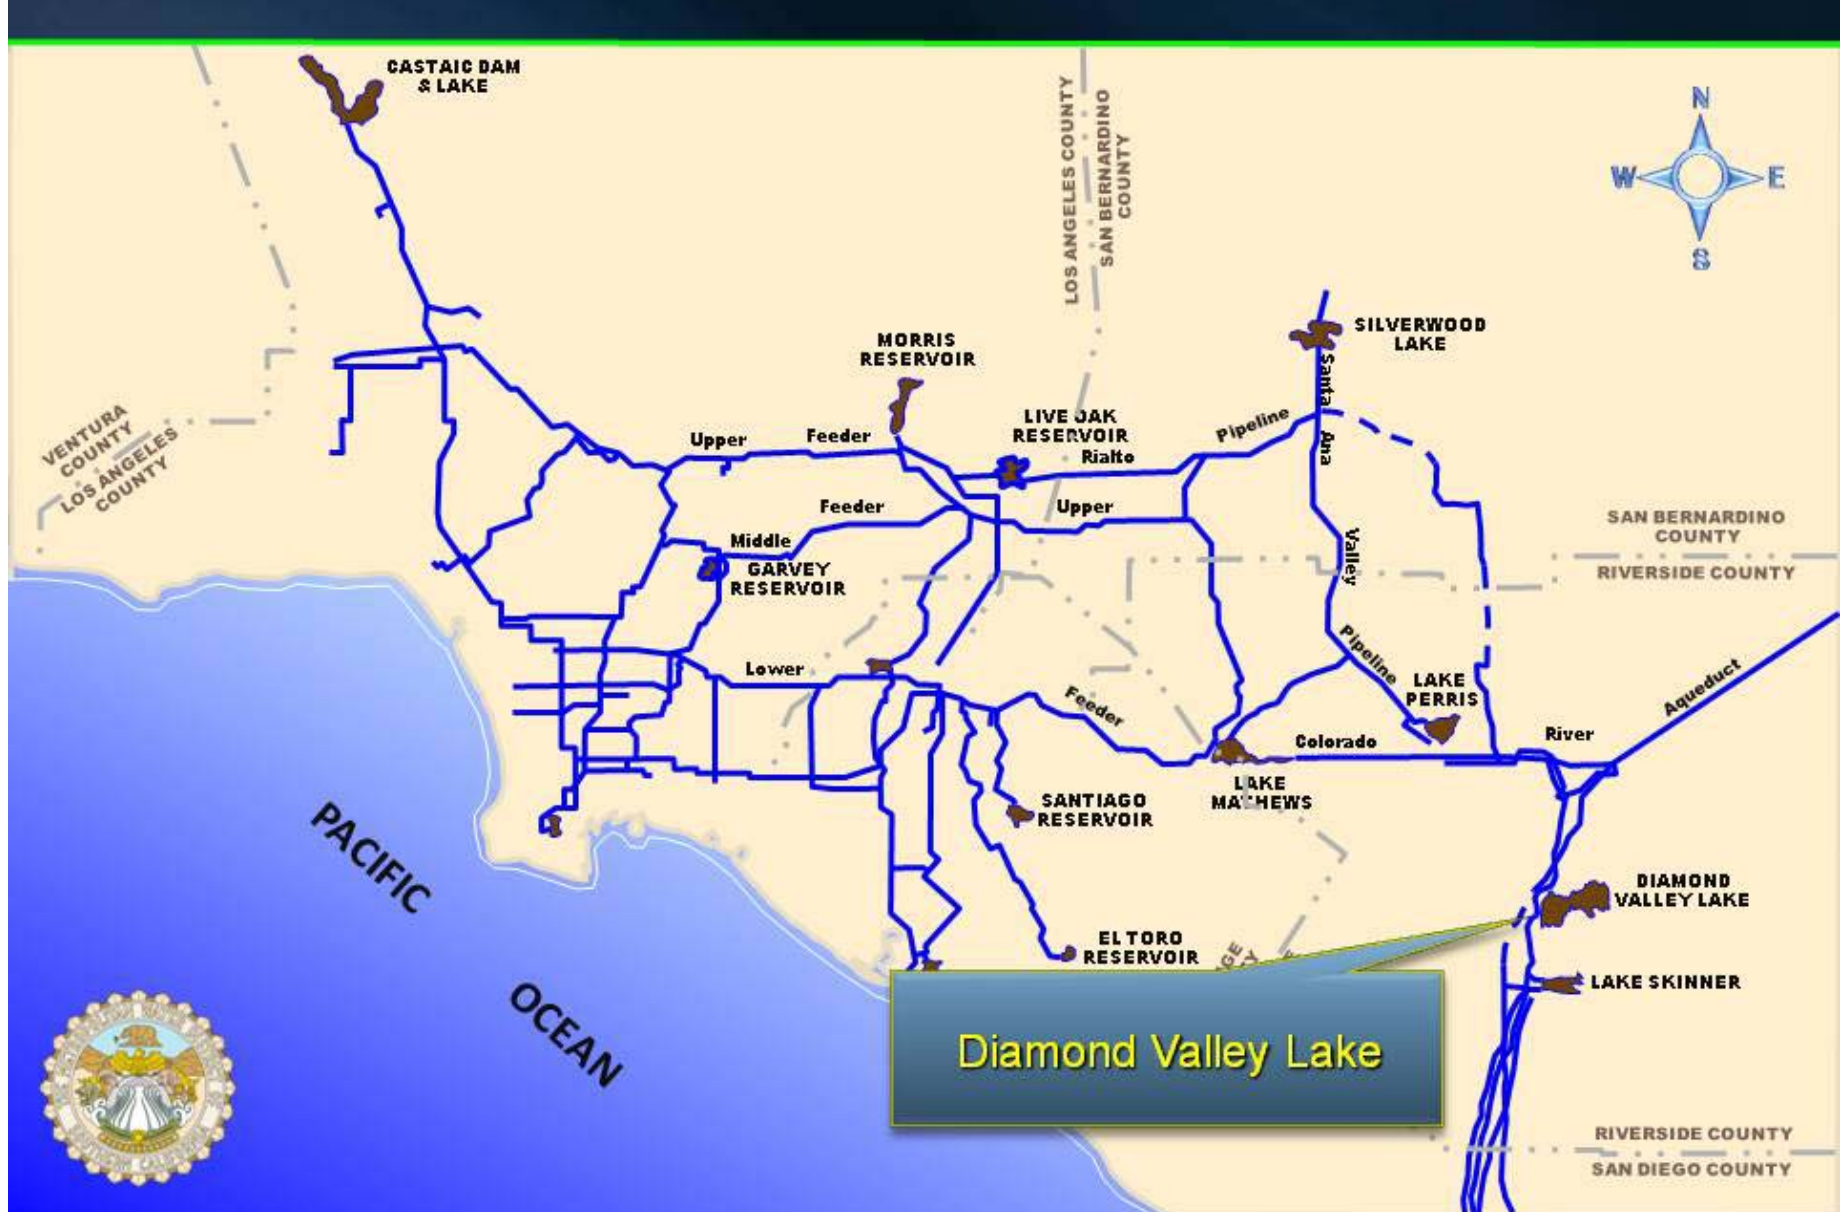 CASTAIC DAM
& LAKE
LOS ANGELES COUNTY
SAN BERNARDINO
COUNTY
N
W
E
S
SILVERWOOD
LAKE
MORRIS
RESERVOIR
Santa
Ana
Valley
Pipeline
LIVE OAK
RESERVOIR
Pipeline
Rialto
Upper
Feeder
VENTURA
COUNTY
LOS ANGELES
COUNTY
Feeder
Upper
Middle
GARVEY
RESERVOIR
SAN BERNARDINO
COUNTY
RIVERSIDE COUNTY
Lower
Feeder
LAKE
PERRIS
Aqueduct
River
Colorado
LAKE
MATHEWS
SANTIAGO
RESERVOIR
PACIFIC
OCEAN
DIAMOND
VALLEY LAKE
EL TORO
RESERVOIR
LAKE SKINNER
Diamond Valley Lake
RIVERSIDE COUNTY
SAN DIEGO COUNTY